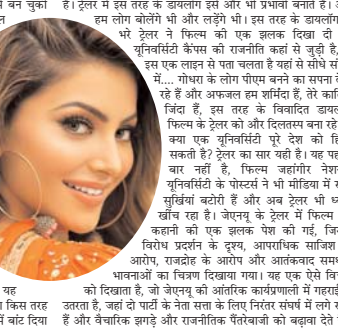 बन चुकी
है। ट्रेलर में इस तरह के डायलॉग इसे और भी प्रभावी बनाते हैं।
हम लोग बोलेंगे भी और लड़ेंगे भी। इस तरह के डायलॉग
भरे ट्रेलर ने फिल्म की एक झलक दिखा दी
यूनिवर्सिटी कैंपस की राजनीति कहां से जुड़ी है,
इस एक लाइन से पता चलता है यहां से सीधे सं
में.... गोधरा के लोग पीएम बनने का सपना दे
रहे हैं और अफजल हम शर्मिंदा हैं, तेरे काति
जिंदा हैं, इस तरह के विवादित डायल
फिल्म के ट्रेलर को और दिलतस्प बना रहे
क्या एक यूनिवर्सिटी पूरे देश को हि
सकती है? ट्रेलर का सार यही है। यह पह
बार नहीं है, फिल्म जहांगीर नेशन
यूनिवर्सिटी के पोस्टर्स ने भी मीडिया में र
सुर्खियां बटोरी हैं और अब ट्रेलर भी ध्
खींच रहा है। जेएनयू के ट्रेलर में फिल्म
कहानी की एक झलक पेश की गई, जिस
विरोध प्रदर्शन के दृश्य, आपराधिक साजिश
आरोप, राजद्रोह के आरोप और आतंकवाद समर्थ
यह भावनाओं का चित्रण दिखाया गया। यह एक ऐसे विच
किस तरह को दिखाता है, जो जेएनयू की आंतरिक कार्यप्रणाली में गहराई
उतरता है, जहां दो पार्टी के नेता सत्ता के लिए निरंतर संघर्ष में लगे र
में बांट दिया हैं और वैचारिक झगड़े और राजनीतिक पैंतरेबाजी को बढ़ावा देते